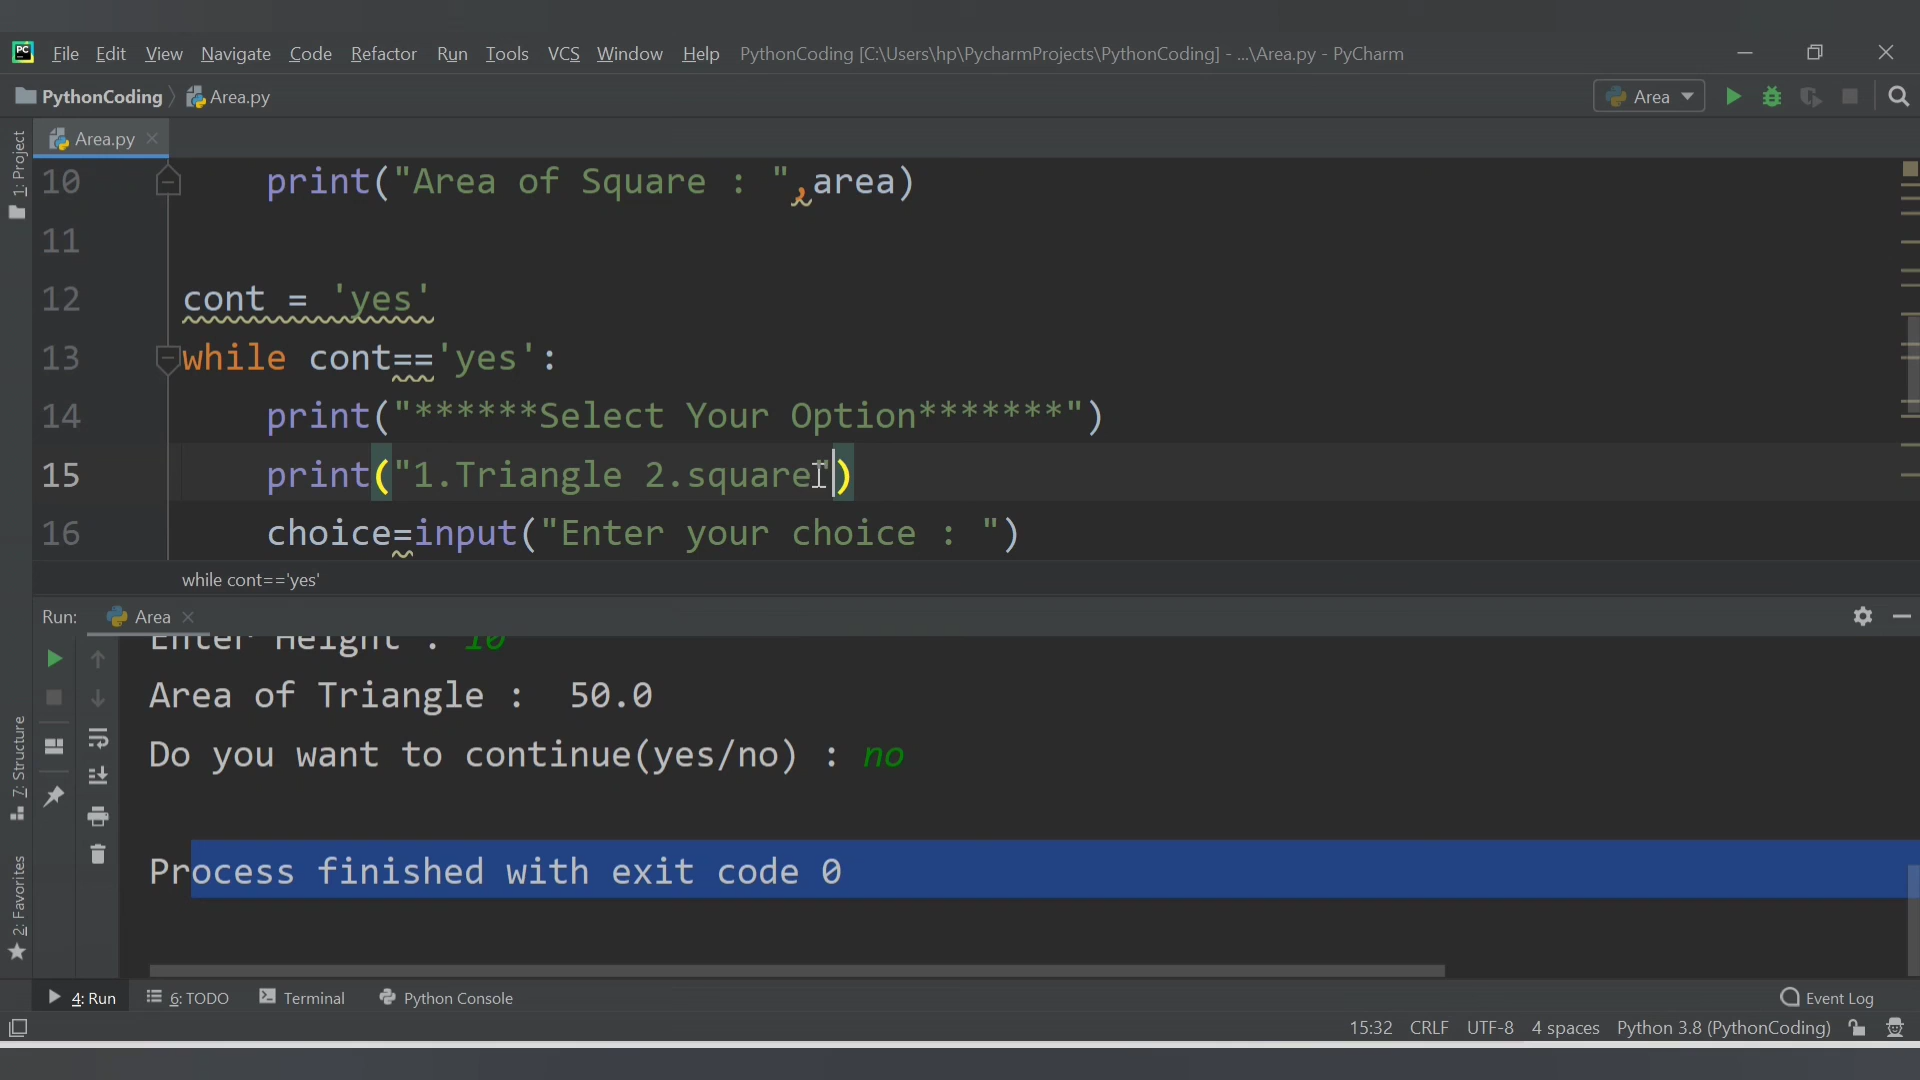 PC File Edit View Navigate Code Refactor Run Tools VCS Window Help PythonCoding [C:\Users\hp\PycharmProjects\PythonCoding] - ...\Area.py - PyCharm
PythonCoding Area.py Area
Area.py
1: Project
10 print("Area of Square : ",area)
11
12 cont = 'yes'
13 while cont=='yes':
14 print("******Select Your Option*******")
15 print("1.Triangle 2.square")
16 choice=input("Enter your choice : ")
while cont=='yes'
Run: Area
Enter Height : 10
Area of Triangle :  50.0
Do you want to continue(yes/no) : no
7: Structure
Process finished with exit code 0
2: Favorites
4: Run 6: TODO Terminal Python Console Event Log
15:32 CRLF UTF-8 4 spaces Python 3.8 (PythonCoding)